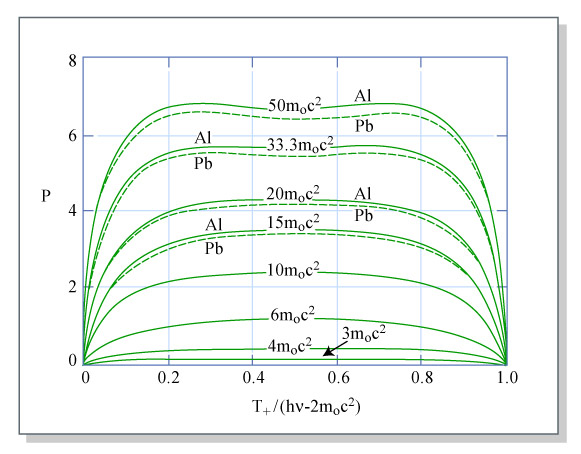 8
Al
50m₀c²
Pb
6
Al
33.3m₀c²
Pb
P
20m₀c²
Al
4
Pb
Al
15m₀c²
Pb
10m₀c²
2
6m₀c²
3m₀c²
4m₀c²
0
0 0.2 0.4 0.6 0.8 1.0
T₊/(hν-2m₀c²)